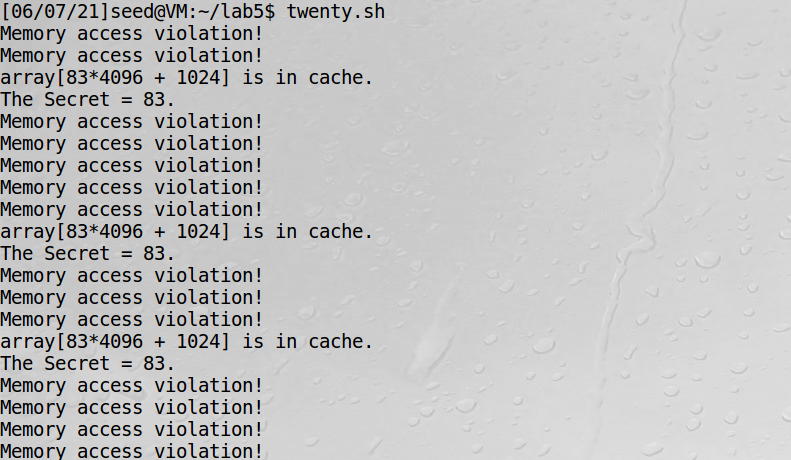 [06/07/21]seed@VM:~/lab5$ twenty.sh
Memory access violation!
Memory access violation!
array[83*4096 + 1024] is in cache.
The Secret = 83.
Memory access violation!
Memory access violation!
Memory access violation!
Memory access violation!
Memory access violation!
array[83*4096 + 1024] is in cache.
The Secret = 83.
Memory access violation!
Memory access violation!
Memory access violation!
array[83*4096 + 1024] is in cache.
The Secret = 83.
Memory access violation!
Memory access violation!
Memory access violation!
Memory access violation!